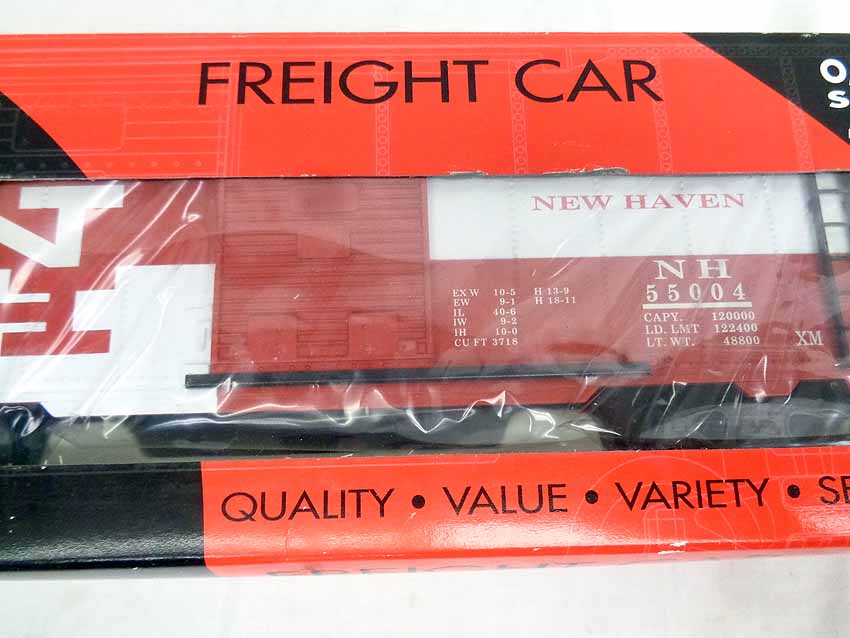 FREIGHT CAR
NEW HAVEN
NH
55004
EX W 10-5 H 13-9
EW 9-1 H 18-11
IL 40-6
IW 9-2
IH 10-0
CU FT 3718
CAPY. 120000
LD. LMT 122400
LT. WT. 48800
XM
N
H
QUALITY • VALUE • VARIETY • SE